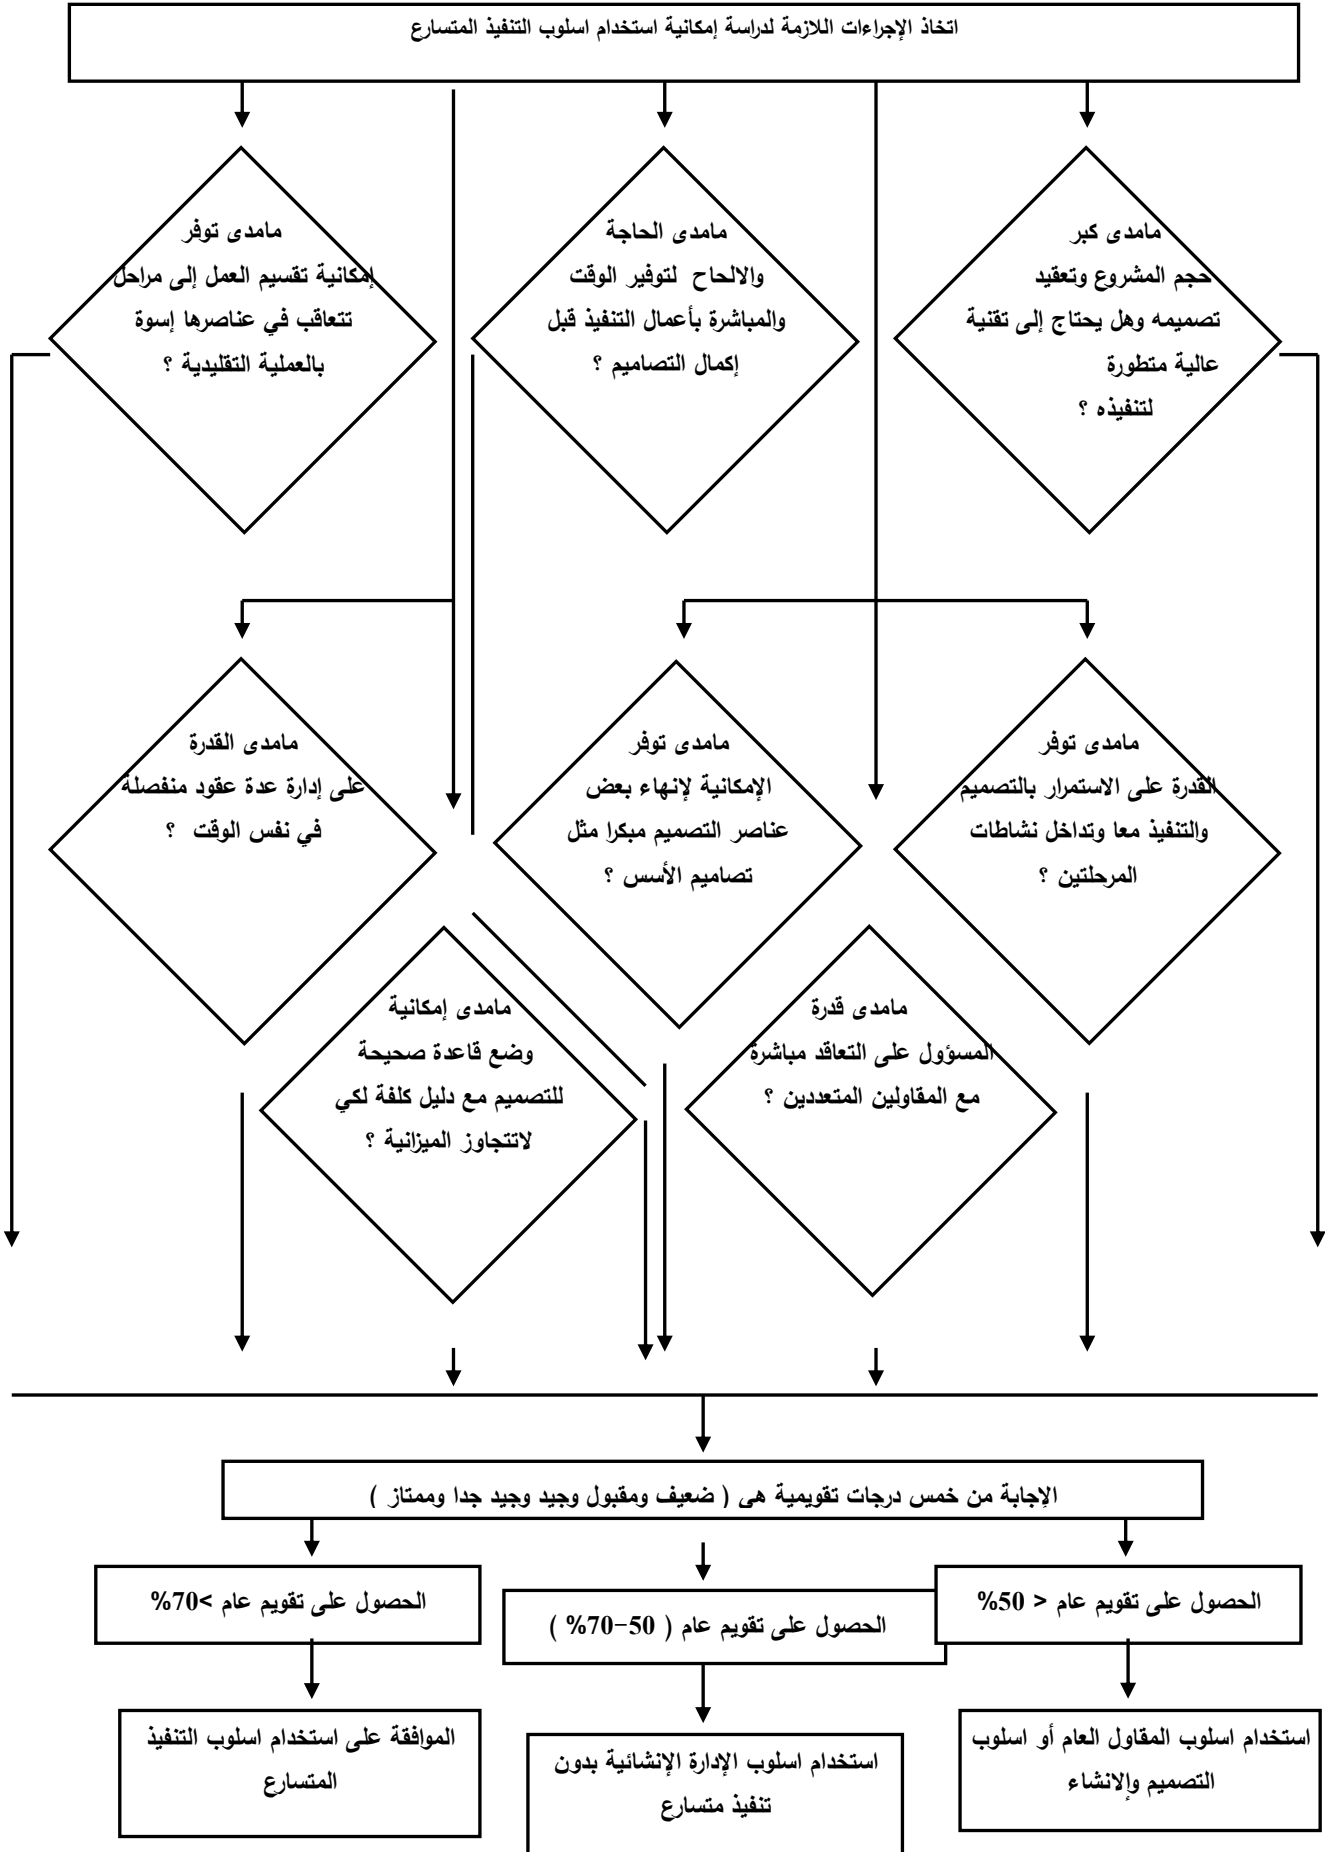 اتخاذ الإجراءات اللازمة لدراسة إمكانية استخدام اسلوب التنفيذ المتسارع
مامدى كبر
حجم المشروع وتعقيد
تصميمه وهل يحتاج إلى تقنية
عالية متطورة
لتنفيذه ؟
مامدى الحاجة
والالحاح لتوفير الوقت
والمباشرة بأعمال التنفيذ قبل
إكمال التصاميم ؟
مامدى توفر
إمكانية تقسيم العمل إلى مراحل
تتعاقب في عناصرها إسوة
بالعملية التقليدية ؟
مامدى توفر
القدرة على الاستمرار بالتصميم
والتنفيذ معا وتداخل نشاطات
المرحلتين ؟
مامدى توفر
الإمكانية لإنهاء بعض
عناصر التصميم مبكرا مثل
تصاميم الأسس ؟
مامدى القدرة
على إدارة عدة عقود منفصلة
في نفس الوقت ؟
مامدى قدرة
المسؤول على التعاقد مباشرة
مع المقاولين المتعددين ؟
مامدى إمكانية
وضع قاعدة صحيحة
للتصميم مع دليل كلفة لكي
لاتتجاوز الميزانية ؟
الإجابة من خمس درجات تقويمية هى ( ضعيف ومقبول وجيد وجيد جدا وممتاز )
الحصول على تقويم عام < 50%
الحصول على تقويم عام ( 50-70% )
الحصول على تقويم عام >70%
استخدام اسلوب المقاول العام أو اسلوب
التصميم والانشاء
استخدام اسلوب الإدارة الإنشائية بدون
تنفيذ متسارع
الموافقة على استخدام اسلوب التنفيذ
المتسارع